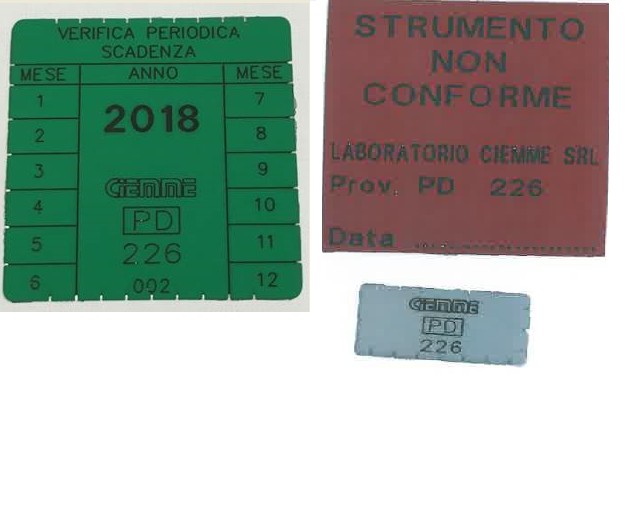 VERIFICA PERIODICA
SCADENZA
MESE ANNO MESE
1 7
2018
2 8
3 9
CIEMME
4 10
PD
5 11
226
6 092 12
STRUMENTO
NON
CONFORME
LABORATORIO CIEMME SRL
Prov. PD 226
Data ................................
CIEMME
PD
226